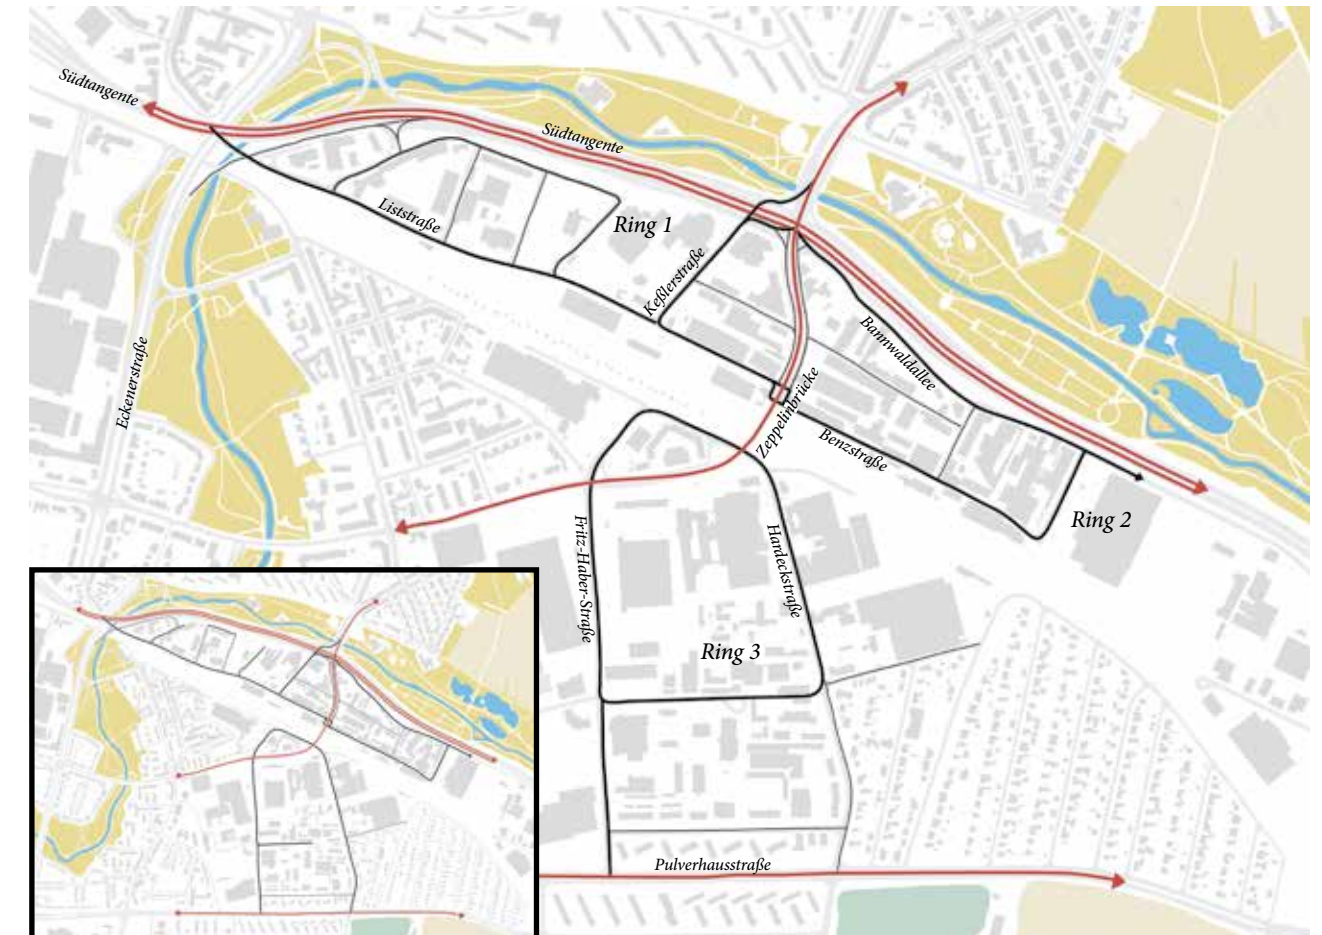 Südtangente
Südtangente
Liststraße
Ring 1
Keßlerstraße
Bannwaldallee
Eckenerstraße
Zeppelinbrücke
Benzstraße
Ring 2
Fritz-Haber-Straße
Hardeckstraße
Ring 3
Pulverhausstraße